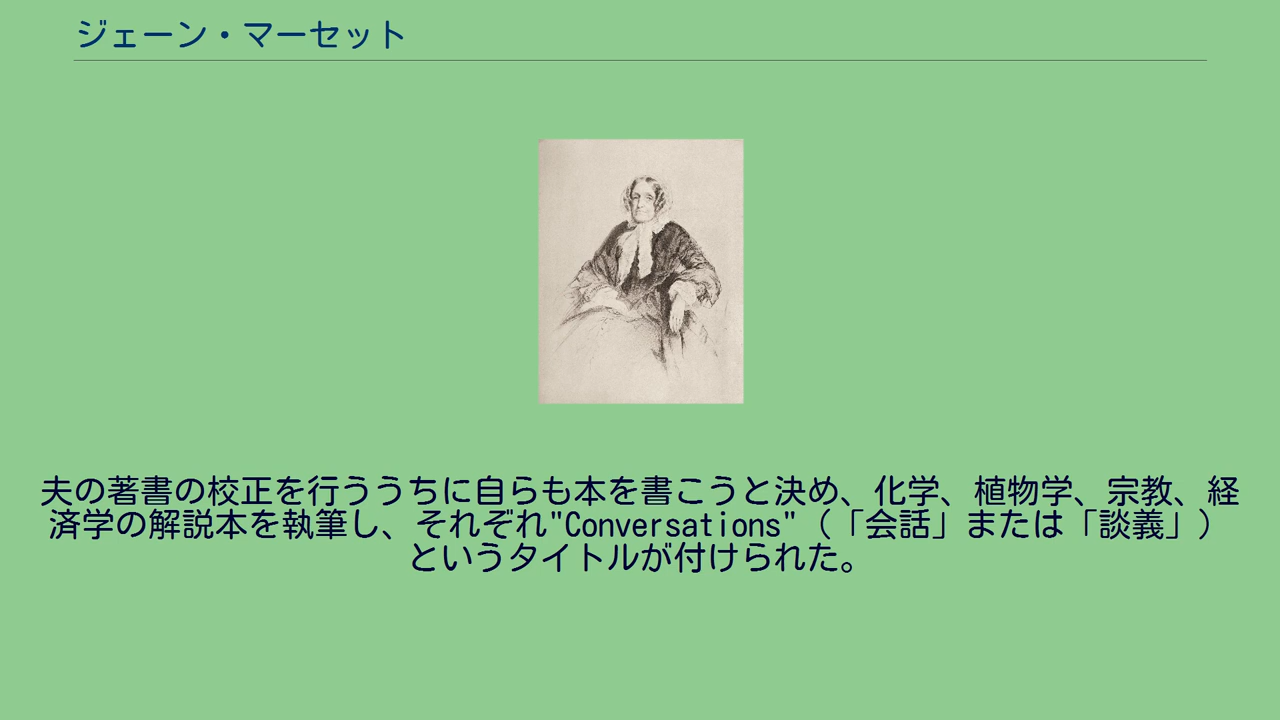 ジェーン・マーセット
夫の著書の校正を行ううちに自らも本を書こうと決め、化学、植物学、宗教、経
済学の解説本を執筆し、それぞれ"Conversations"（「会話」または「談義」）
というタイトルが付けられた。